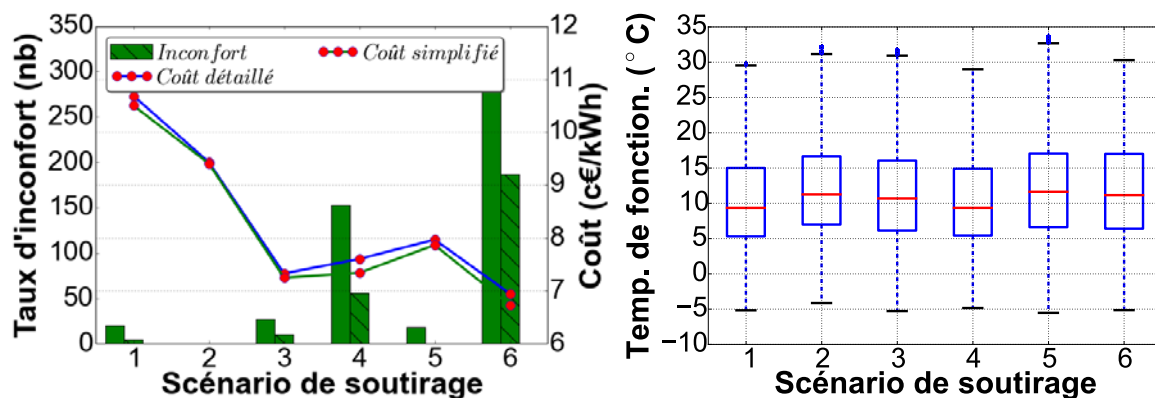 350
300
250
200
150
100
50
0
Taux d'inconfort (nb)
Inconfort
Coût détaillé
Coût simplifié
12
11
10
9
8
7
6
Coût (c€/kWh)
1 2 3 4 5 6
Scénario de soutirage
35
30
25
20
15
10
5
0
−5
−10
Temp. de fonction. (° C)
1 2 3 4 5 6
Scénario de soutirage